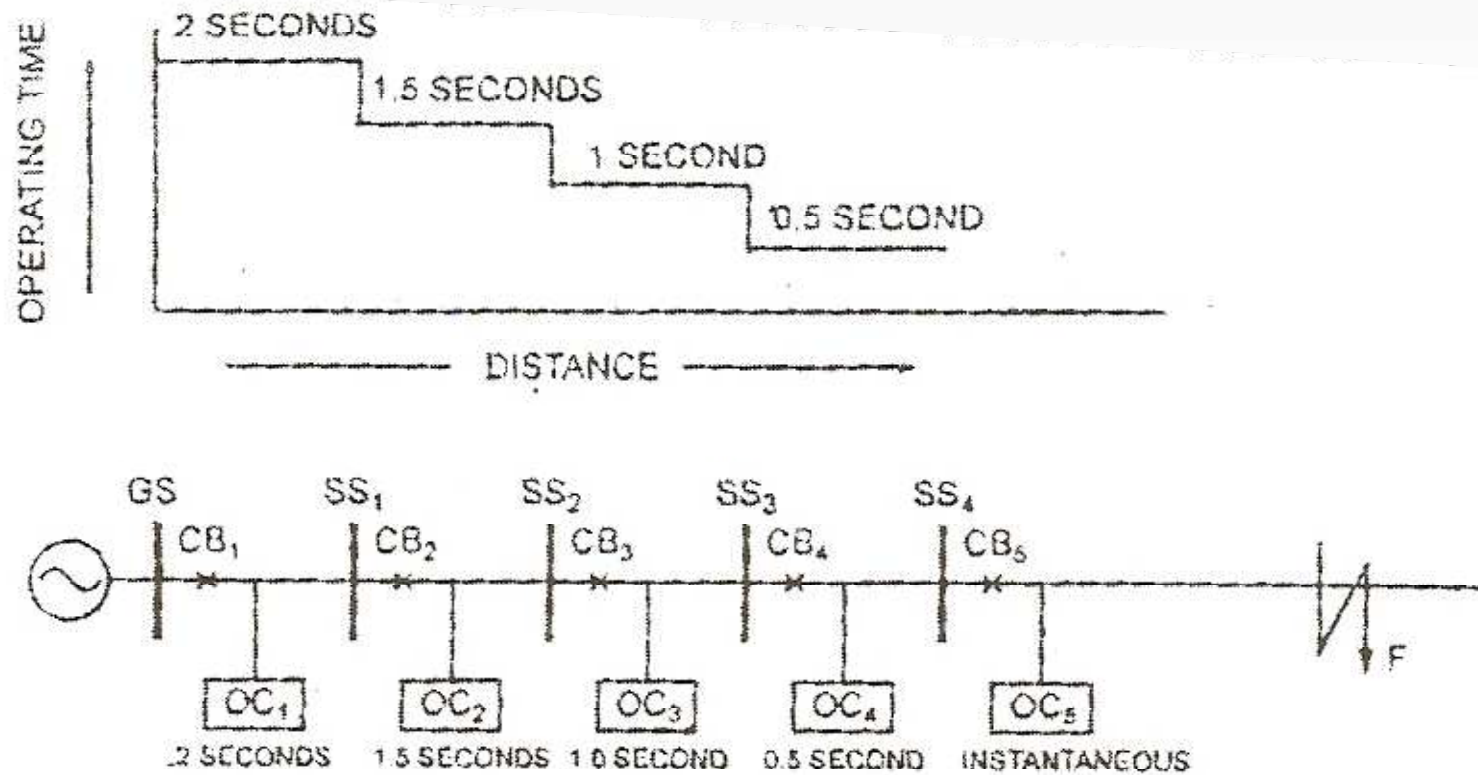 OPERATING TIME
2 SECONDS
1.5 SECONDS
1 SECOND
0.5 SECOND
DISTANCE
GS SS₁ SS₂ SS₃ SS₄
CB₁ CB₂ CB₃ CB₄ CB₅
F
OC₁ OC₂ OC₃ OC₄ OC₅
2 SECONDS 1.5 SECONDS 1.0 SECOND 0.5 SECOND INSTANTANEOUS